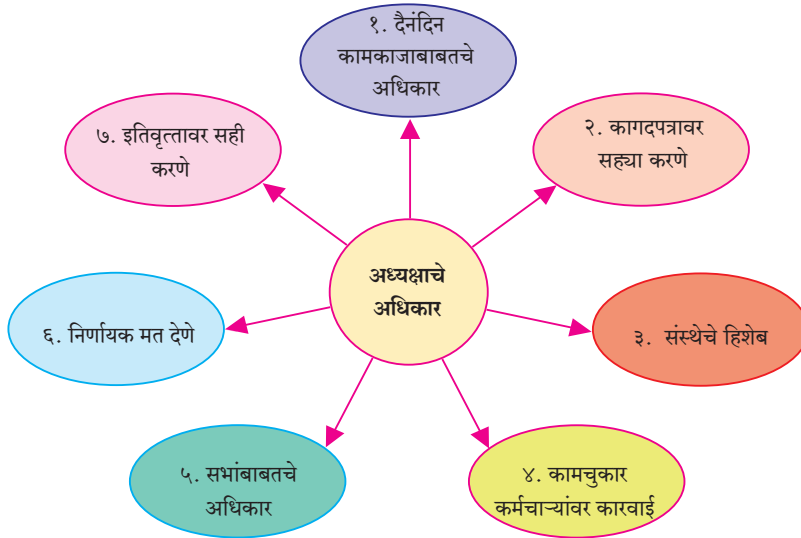 अध्यक्षाचे
अधिकार
१. दैनंदिन
कामकाजाबाबतचे
अधिकार
२. कागदपत्रावर
सह्या करणे
३. संस्थेचे हिशेब
४. कामचुकार
कर्मचाऱ्यांवर कारवाई
५. सभांबाबतचे
अधिकार
६. निर्णायक मत देणे
७. इतिवृत्तावर सही
करणे